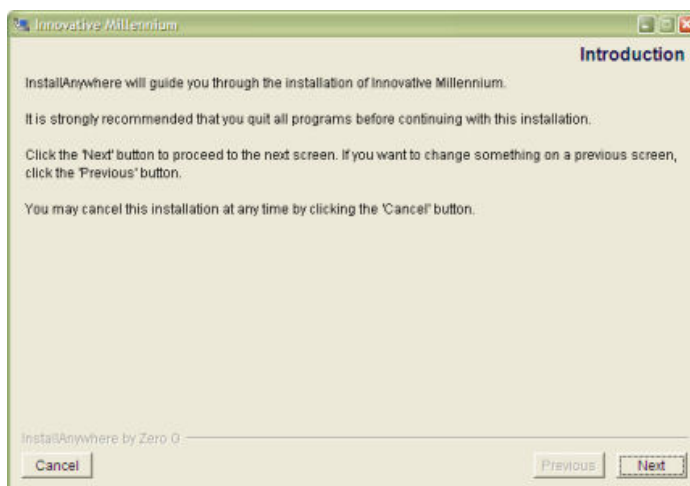 Innovative Millennium
Introduction
InstallAnywhere will guide you through the installation of Innovative Millennium.
It is strongly recommended that you quit all programs before continuing with this installation.
Click the 'Next' button to proceed to the next screen. If you want to change something on a previous screen,
click the 'Previous' button.
You may cancel this installation at any time by clicking the 'Cancel' button.
InstallAnywhere by Zero G
Cancel
Previous
Next